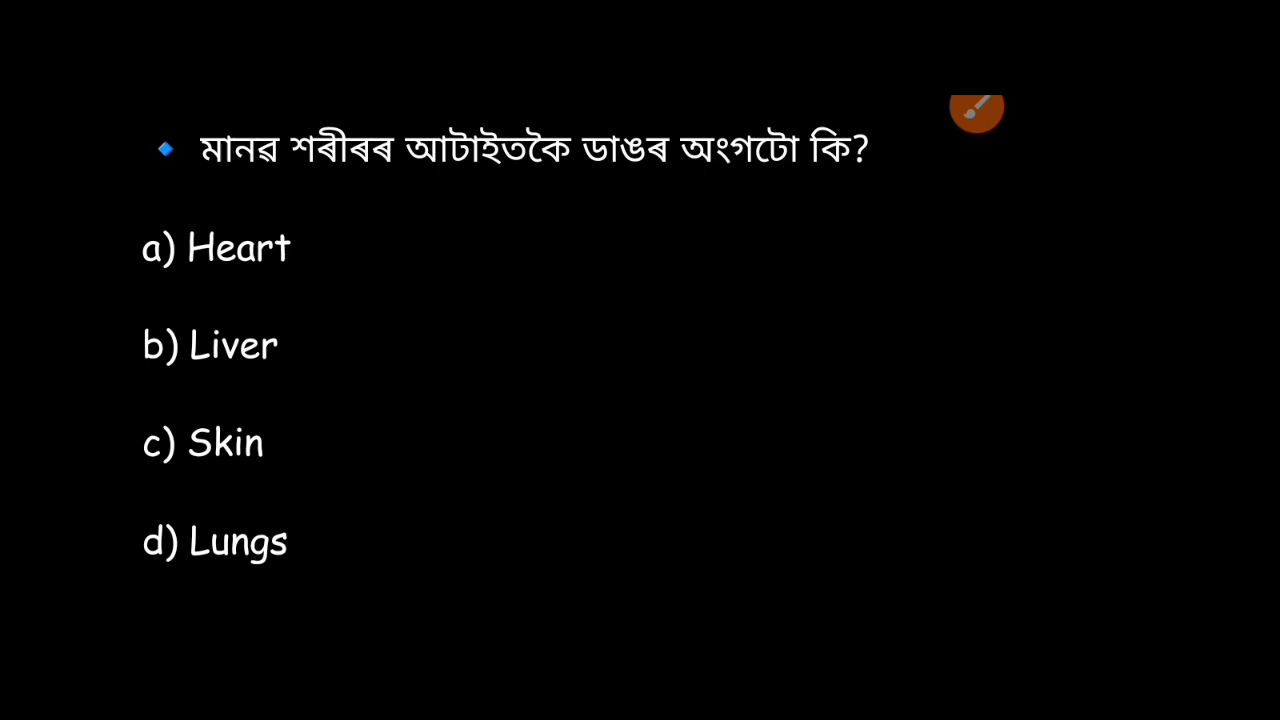 🔹 মানৱ শৰীৰৰ আটাইতকৈ ডাঙৰ অংগটো কি?
a) Heart
b) Liver
c) Skin
d) Lungs